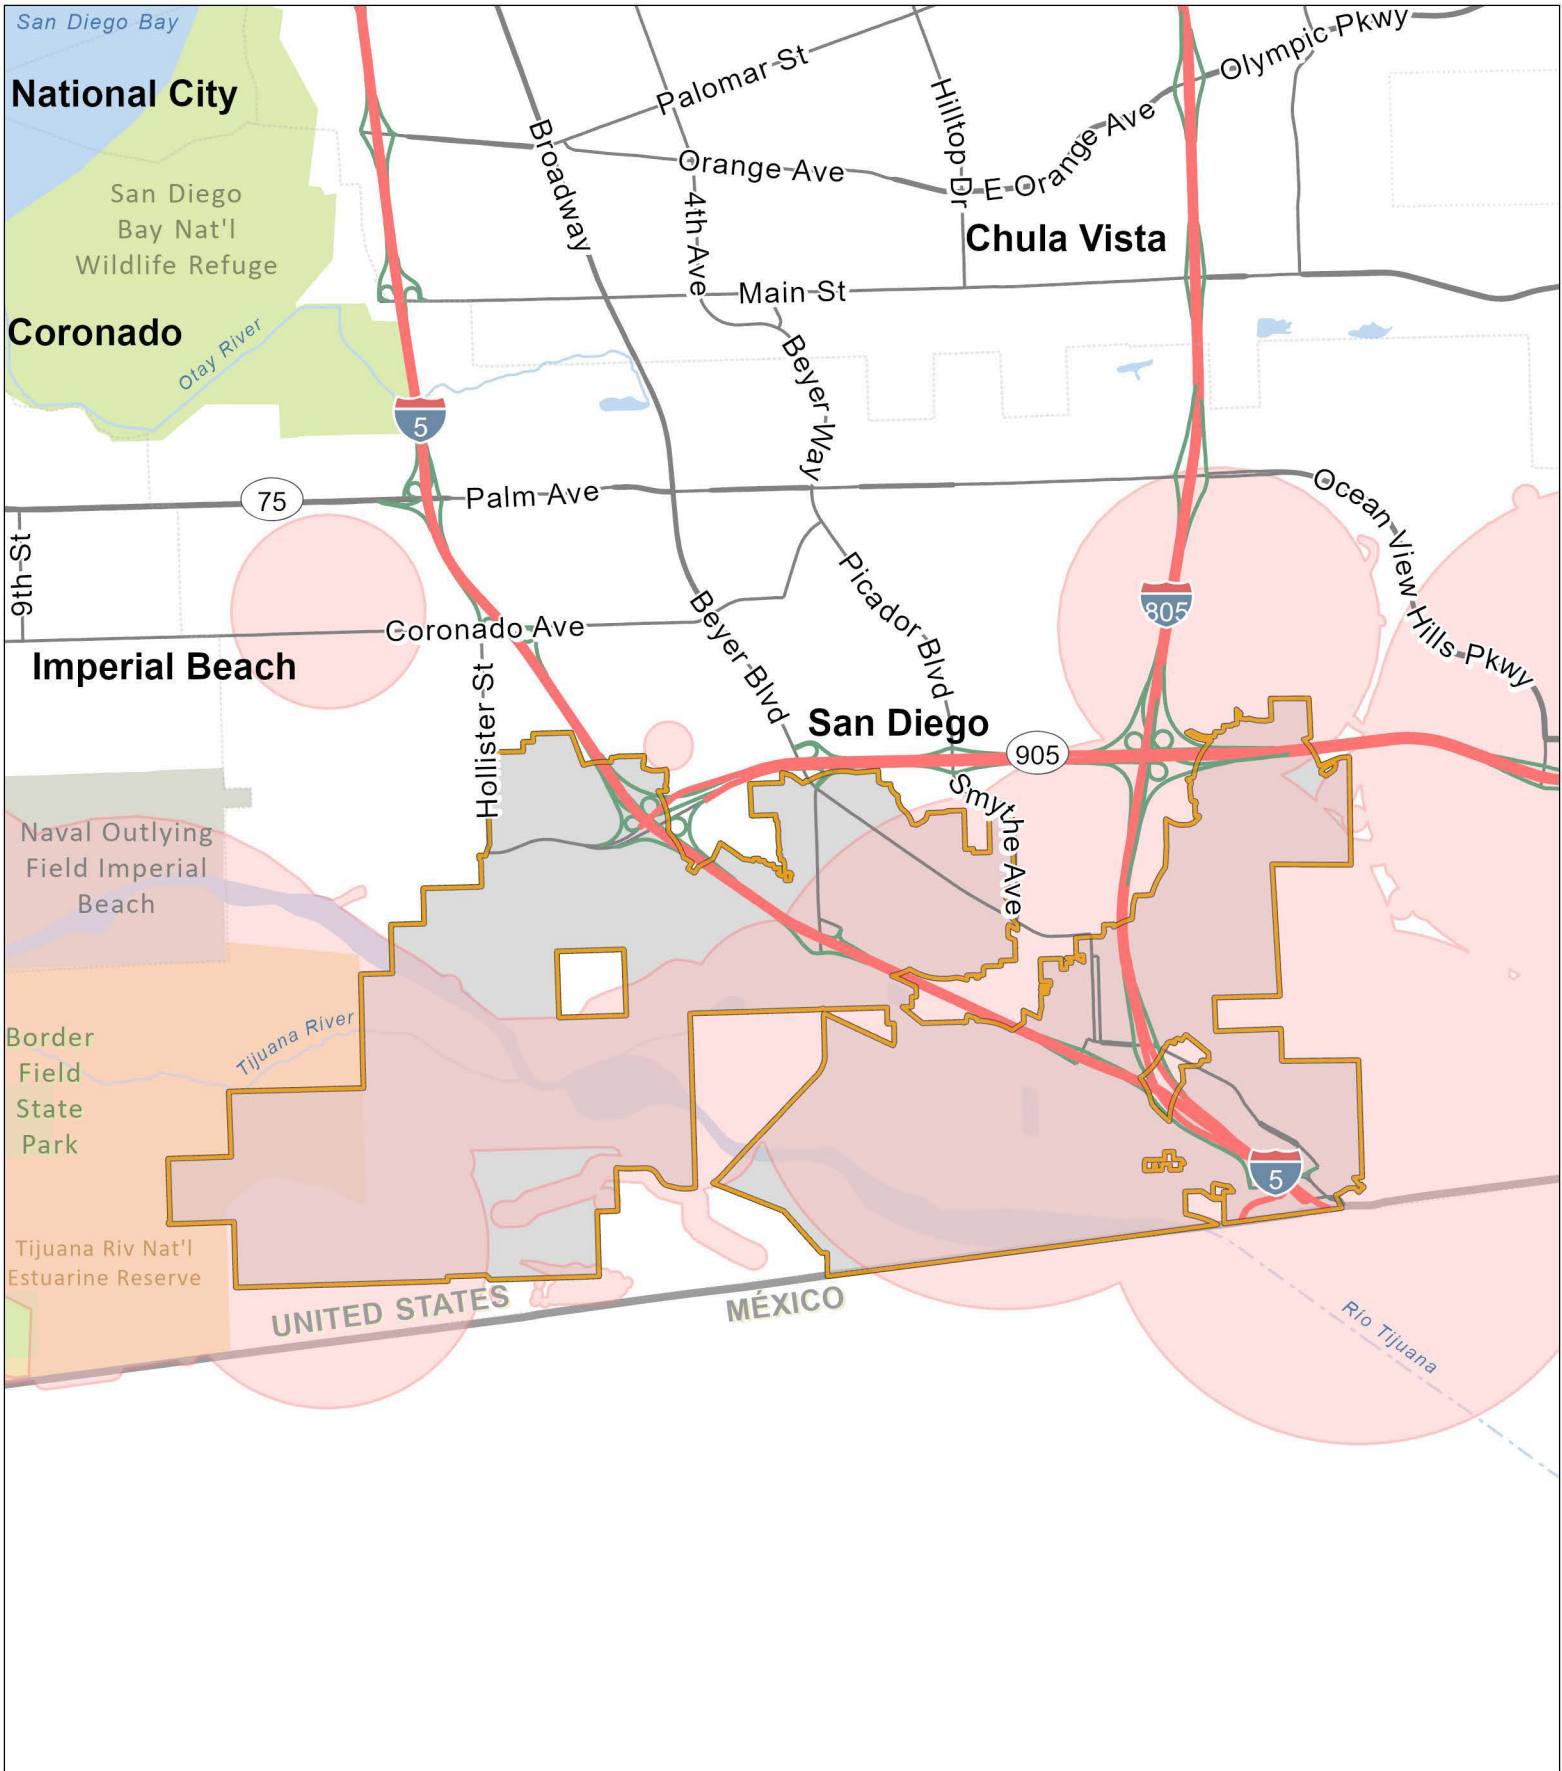 San Diego Bay
National City
San Diego
Bay Nat'l
Wildlife Refuge
Coronado
Otay River
Palomar St
Olympic Pkwy
Broadway
Hilltop Dr
Orange Ave
E Orange Ave
4th Ave
Chula Vista
Main St
Beyer Way
5
75
Palm Ave
Ocean View Hills Pkwy
9th St
Picador Blvd
805
Coronado Ave
Beyer Blvd
Imperial Beach
Hollister St
San Diego
905
Smythe Ave
Naval Outlying
Field Imperial
Beach
Border
Field
State
Park
Tijuana River
5
Tijuana Riv Nat'l
Estuarine Reserve
UNITED STATES
MÉXICO
Río Tijuana